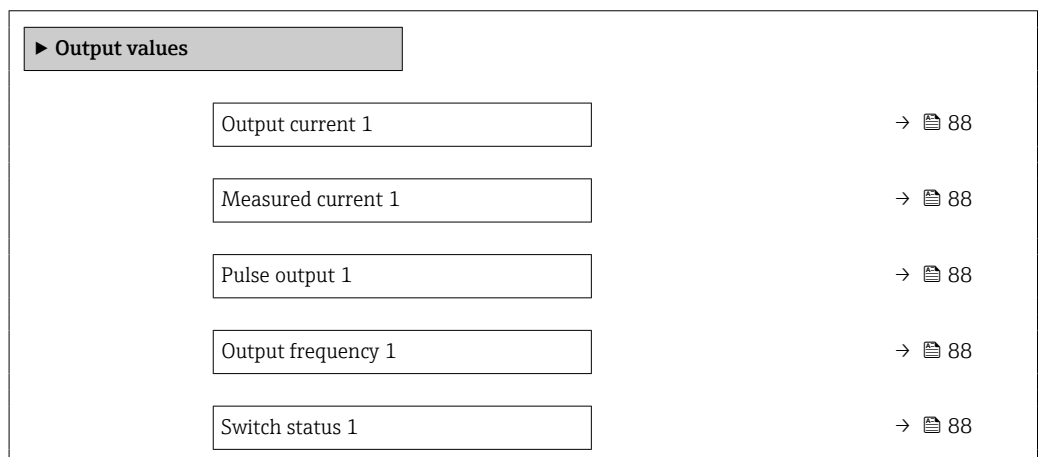 ▶ Output values
Output current 1 → 88
Measured current 1 → 88
Pulse output 1 → 88
Output frequency 1 → 88
Switch status 1 → 88